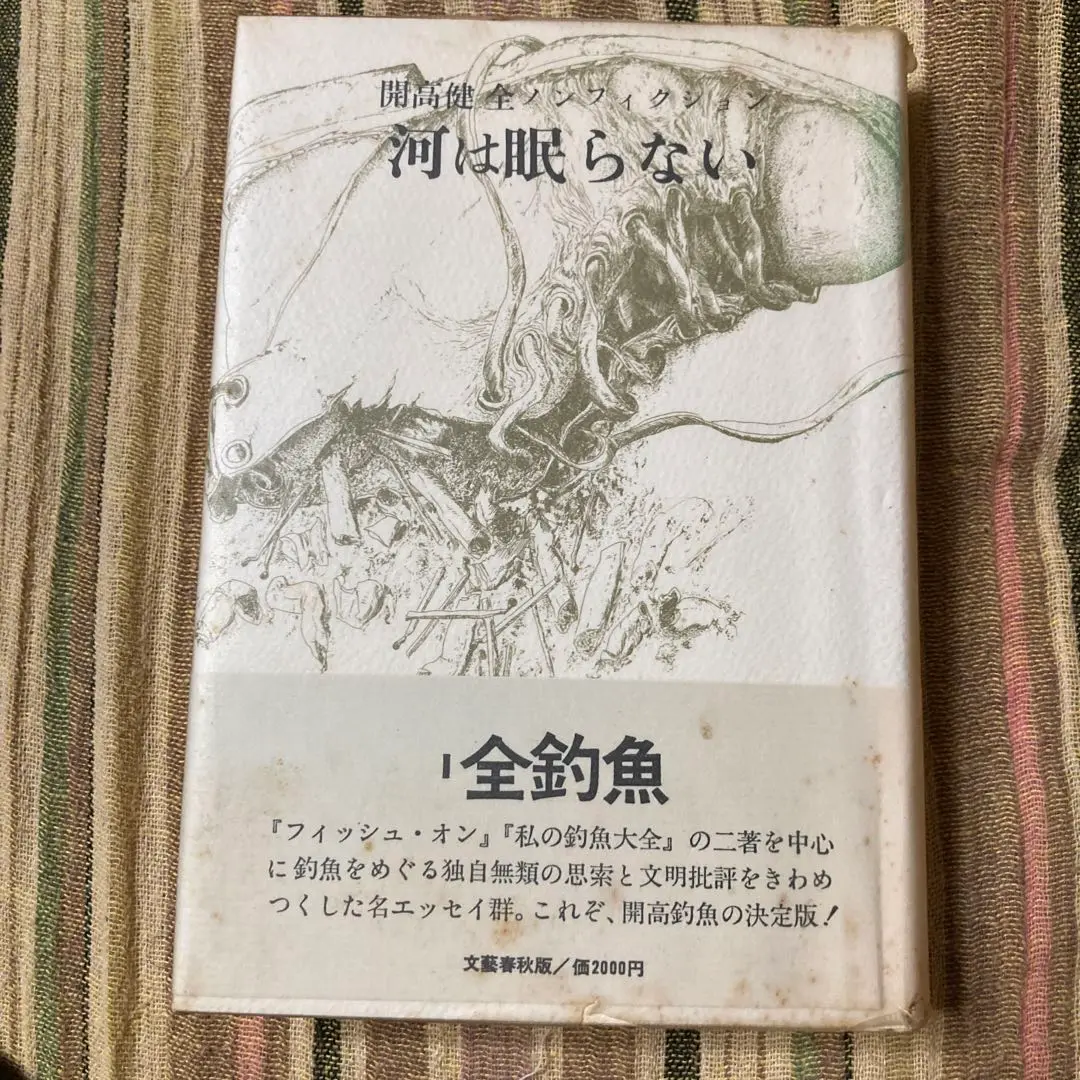 開高健 全ノンフィクション
河は眠らない
I 全釣魚
『フィッシュ・オン』『私の釣魚大全』の二著を中心
に釣魚をめぐる独自無類の思索と文明批評をきわめ
つくした名エッセイ群。これぞ、開高釣魚の決定版!
文藝春秋版/価2000円